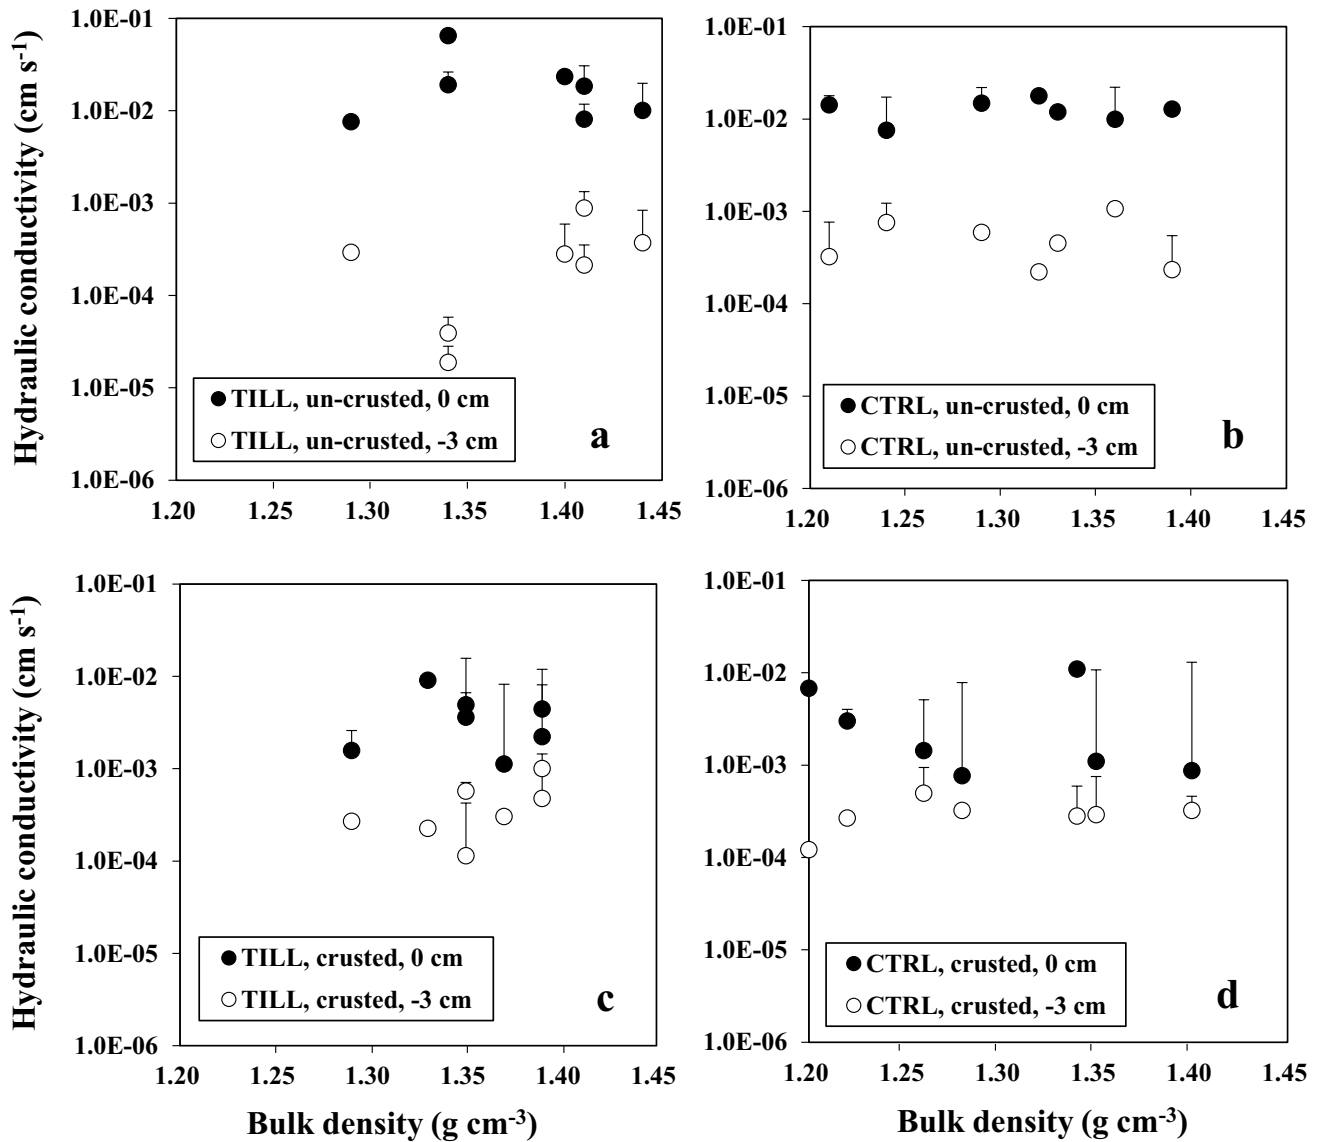 Hydraulic conductivity (cm s⁻¹)
1.0E-01
1.0E-02
1.0E-03
1.0E-04
1.0E-05
1.0E-06
TILL, un-crusted, 0 cm
TILL, un-crusted, -3 cm
a
1.20 1.25 1.30 1.35 1.40 1.45
1.0E-01
1.0E-02
1.0E-03
1.0E-04
1.0E-05
1.0E-06
CTRL, un-crusted, 0 cm
CTRL, un-crusted, -3 cm
b
1.20 1.25 1.30 1.35 1.40 1.45
Hydraulic conductivity (cm s⁻¹)
1.0E-01
1.0E-02
1.0E-03
1.0E-04
1.0E-05
1.0E-06
TILL, crusted, 0 cm
TILL, crusted, -3 cm
c
1.20 1.25 1.30 1.35 1.40 1.45
Bulk density (g cm⁻³)
1.0E-01
1.0E-02
1.0E-03
1.0E-04
1.0E-05
1.0E-06
CTRL, crusted, 0 cm
CTRL, crusted, -3 cm
d
1.20 1.25 1.30 1.35 1.40 1.45
Bulk density (g cm⁻³)